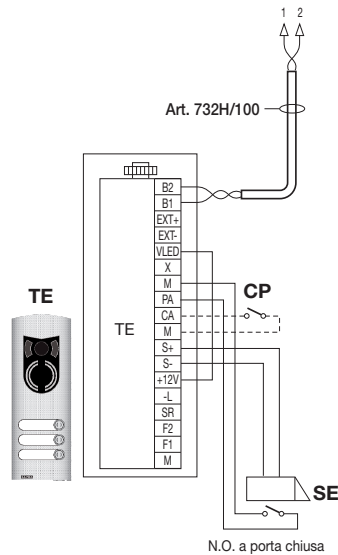 1 2
Art. 732H/100
B2
B1
EXT+
EXT-
VLED
X
M
PA
CA
M
S+
S-
+12V
-L
SR
F2
F1
M
TE
TE
CP
SE
N.O. a porta chiusa